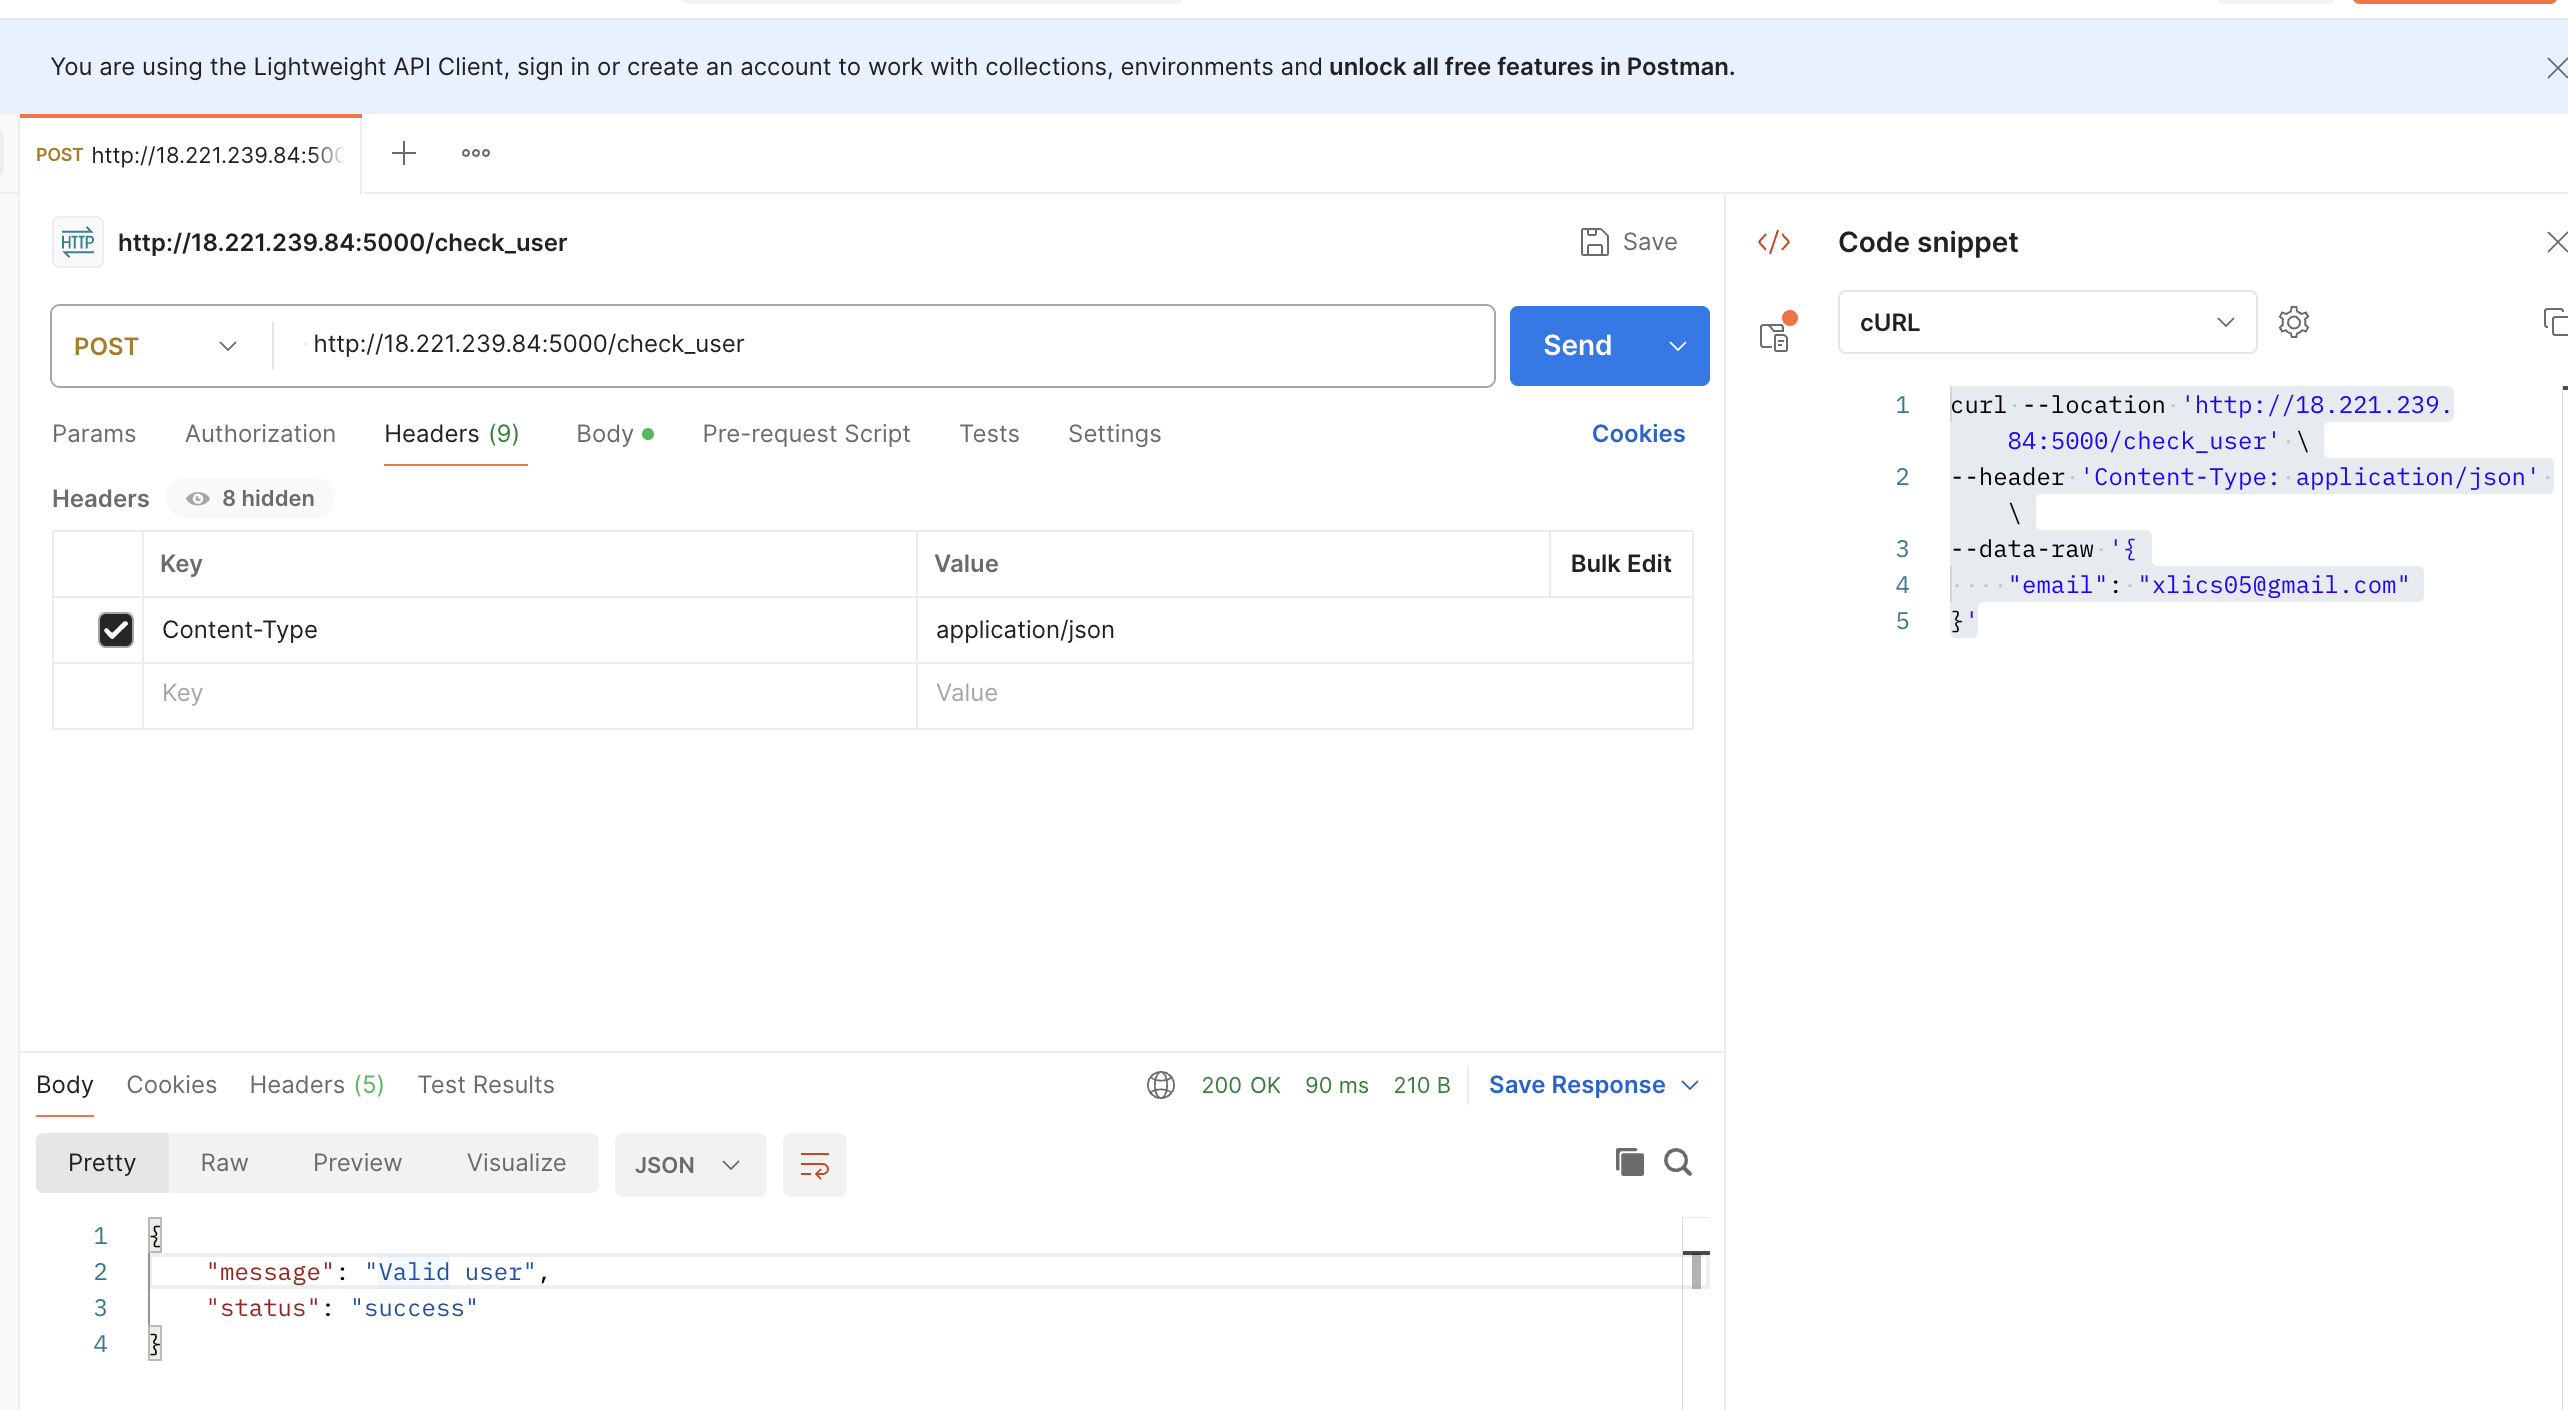 You are using the Lightweight API Client, sign in or create an account to work with collections, environments and unlock all free features in Postman.
POST http://18.221.239.84:500
HTTP http://18.221.239.84:5000/check_user
Save
POST
http://18.221.239.84:5000/check_user
Send
Params Authorization Headers (9) Body Pre-request Script Tests Settings Cookies
Headers 8 hidden
Key Value Bulk Edit
Content-Type application/json
Key Value
Body Cookies Headers (5) Test Results
200 OK 90 ms 210 B Save Response
Pretty Raw Preview Visualize JSON
1 {
2 "message": "Valid user",
3 "status": "success"
4 }
</> Code snippet
cURL
1 curl --location 'http://18.221.239.
84:5000/check_user' \
2 --header 'Content-Type: application/json'
\
3 --data-raw '{
4 "email": "xlics05@gmail.com"
5 }'